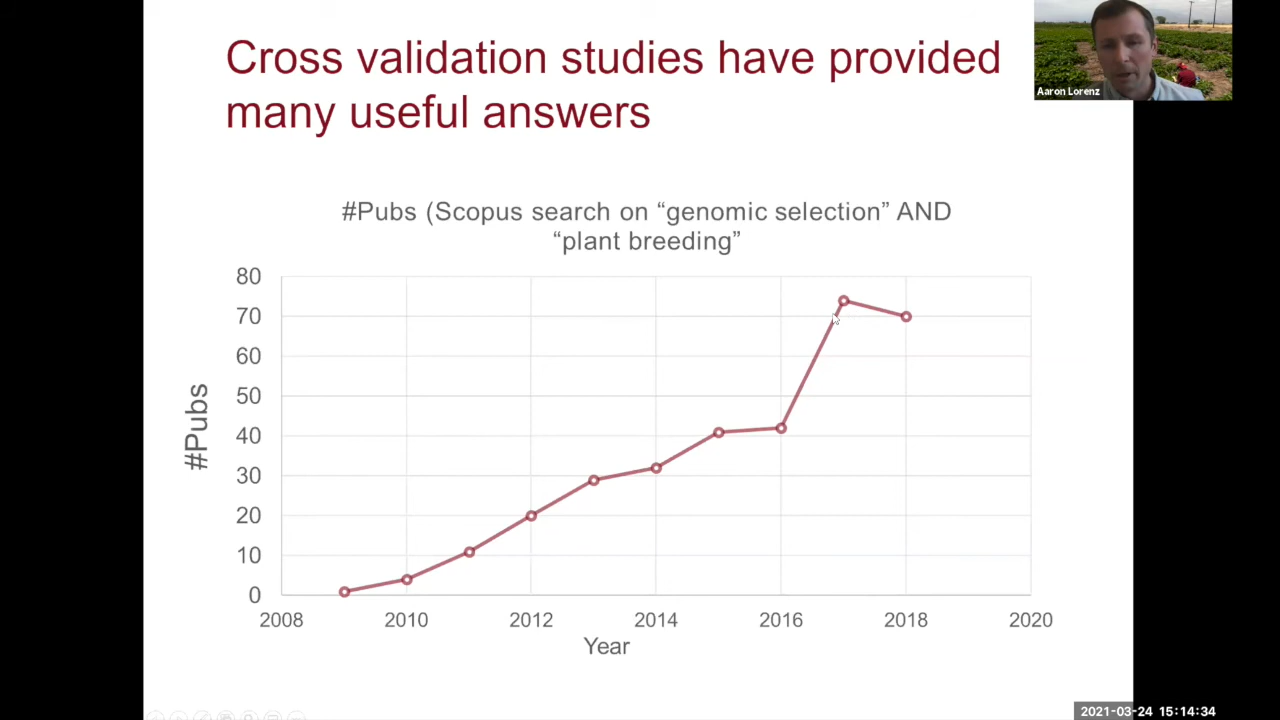 Cross validation studies have provided
many useful answers
Aaron Lorenz
#Pubs (Scopus search on “genomic selection” AND
“plant breeding”
80
70
60
50
40
30
20
10
0
#Pubs
2008 2010 2012 2014 2016 2018 2020
Year
2021-03-24 15:14:34